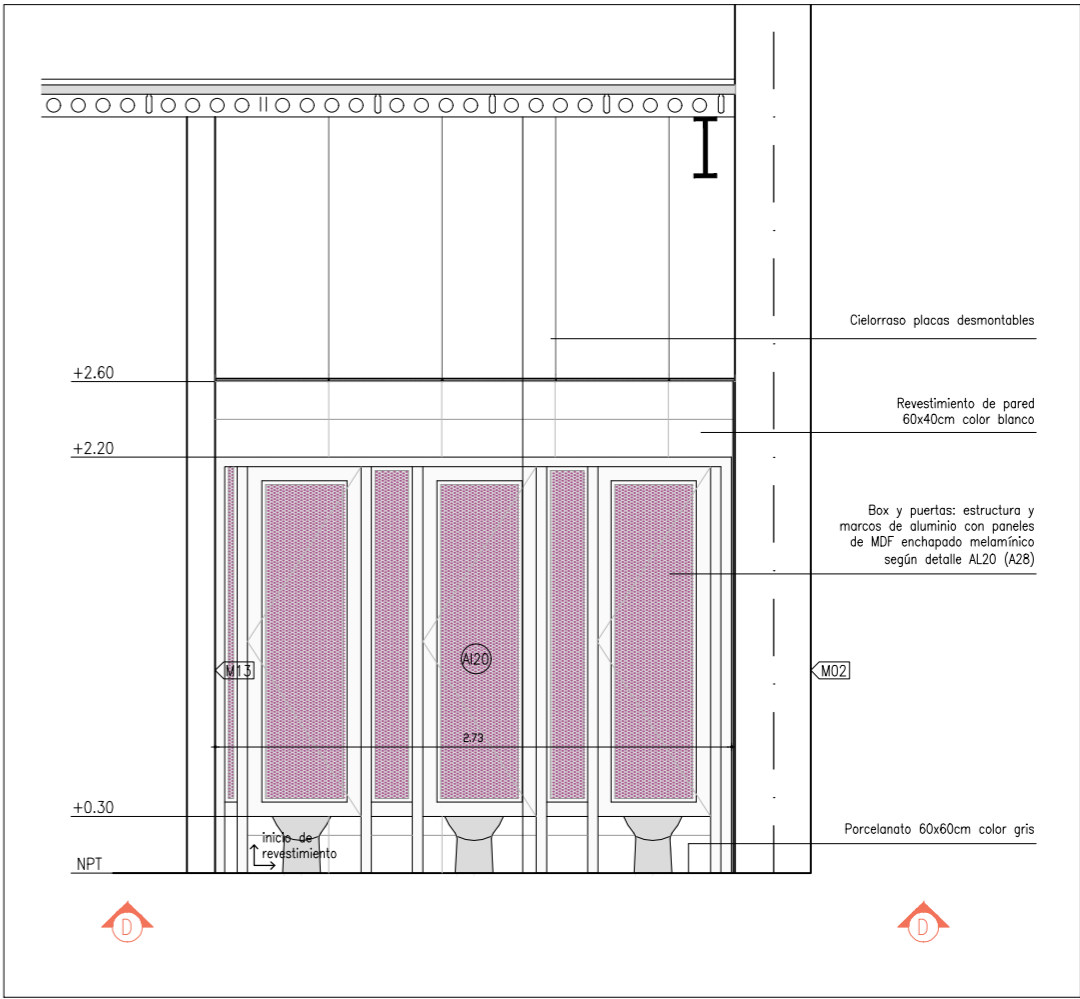 Cielorraso placas desmontables
+2.60
Revestimiento de pared
60x40cm color blanco
+2.20
Box y puertas: estructura y
marcos de aluminio con paneles
de MDF enchapado melamínico
según detalle AL20 (A28)
Al20
M13
M02
2.73
+0.30
Porcelanato 60x60cm color gris
inicio de
revestimiento
NPT
D
D